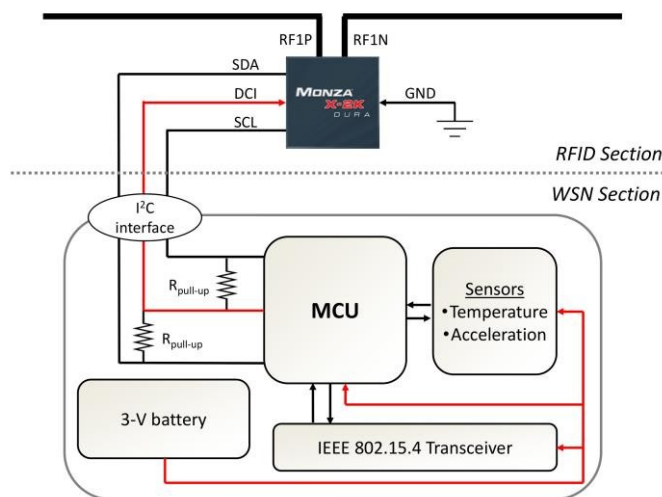 RF1P
RF1N
SDA
DCI
SCL
MONZA
X-2K
DURA
GND
RFID Section
WSN Section
I²C
interface
Rpull-up
Rpull-up
MCU
Sensors
•Temperature
•Acceleration
3-V battery
IEEE 802.15.4 Transceiver